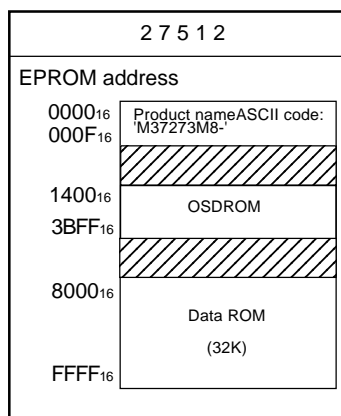 27512
EPROM address
0000₁₆
Product nameASCII code:
'M37273M8-'
000F₁₆
1400₁₆
OSDROM
3BFF₁₆
8000₁₆
Data ROM
(32K)
FFFF₁₆